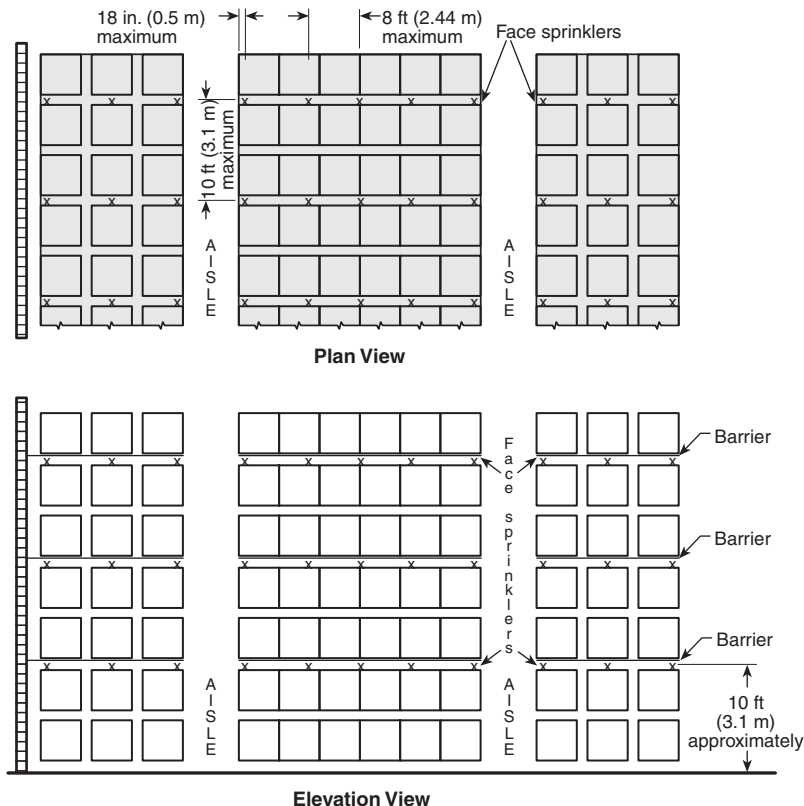 18 in. (0.5 m)
maximum
8 ft (2.44 m)
maximum
Face sprinklers
x x x x x x x x x x x
10 ft (3.1 m)
maximum
x x x x x x x x x x x
AISLE
AISLE
x x x x x x x x x x x
Plan View
Face sprinklers
Barrier
x x x x x x x x x x x
Barrier
x x x x x x x x x x x
Barrier
x x x x x x x x x x x
AISLE
AISLE
10 ft
(3.1 m)
approximately
Elevation View